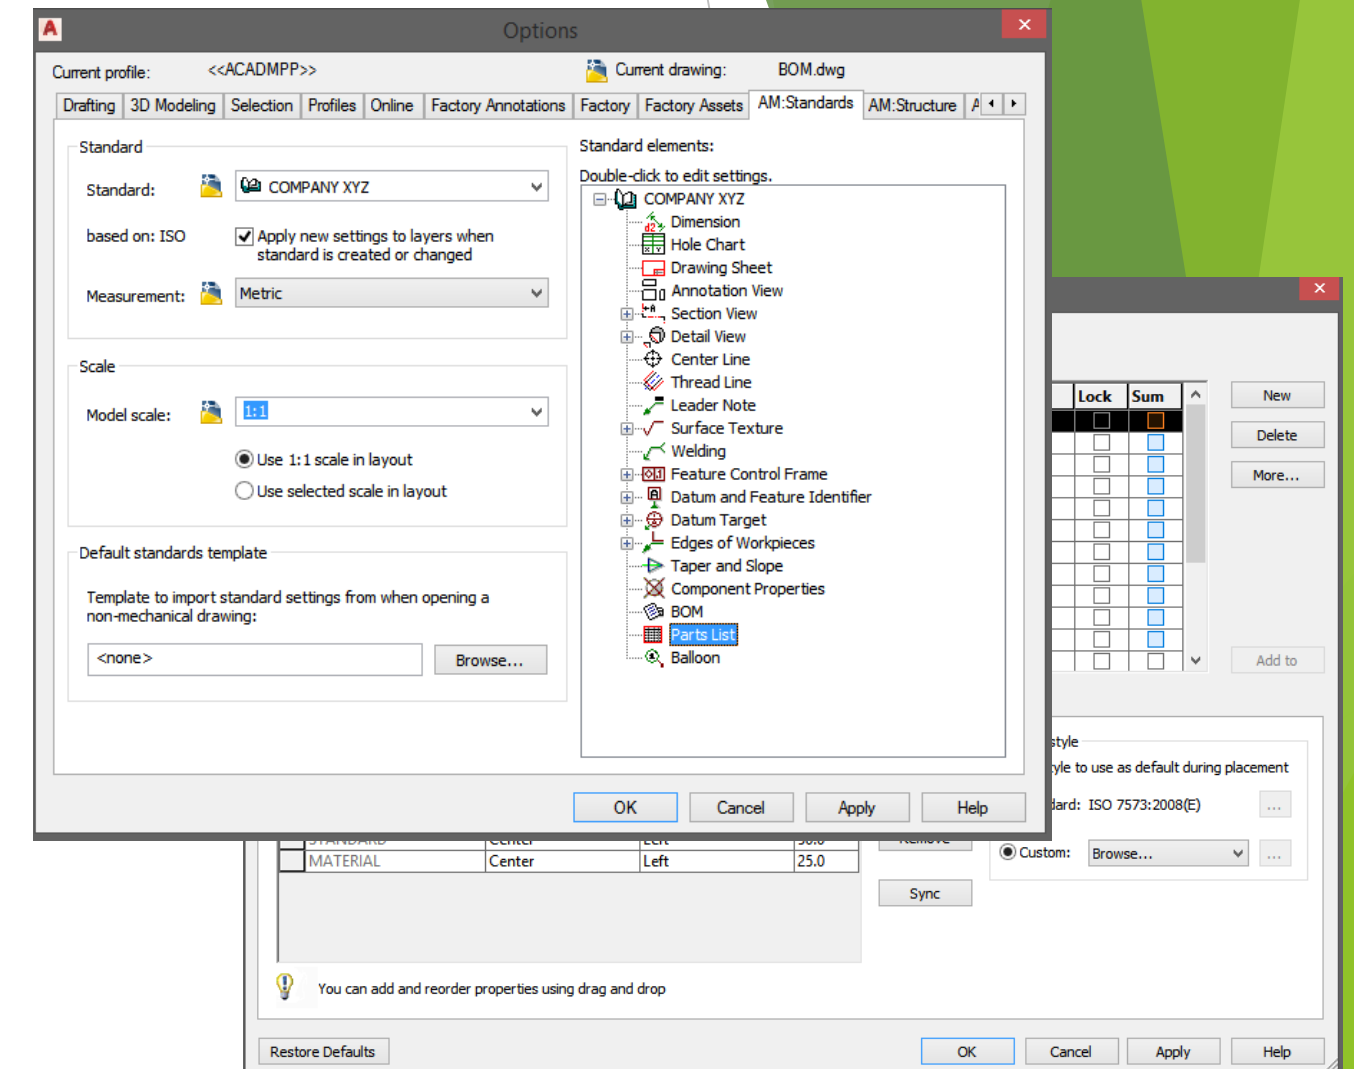 Options
Current profile: <<ACADMPP>> Current drawing: BOM.dwg
Drafting 3D Modeling Selection Profiles Online Factory Annotations Factory Factory Assets AM:Standards AM:Structure
Standard
Standard: COMPANY XYZ
based on: ISO
Apply new settings to layers when
standard is created or changed
Measurement: Metric
Scale
Model scale: 1:1
Use 1:1 scale in layout
Use selected scale in layout
Default standards template
Template to import standard settings from when opening a
non-mechanical drawing:
<none> Browse...
Standard elements:
Double-click to edit settings.
COMPANY XYZ
Dimension
Hole Chart
Drawing Sheet
Annotation View
Section View
Detail View
Center Line
Thread Line
Leader Note
Surface Texture
Welding
Feature Control Frame
Datum and Feature Identifier
Datum Target
Edges of Workpieces
Taper and Slope
Component Properties
BOM
Parts List
Balloon
OK Cancel Apply Help
Lock Sum
New
Delete
More...
Add to
style
to use as default during placement
ISO 7573:2008(E) ...
Custom: Browse... ...
STANDARD Center Left
MATERIAL Center Left 25.0
Remove
Sync
You can add and reorder properties using drag and drop
Restore Defaults OK Cancel Apply Help